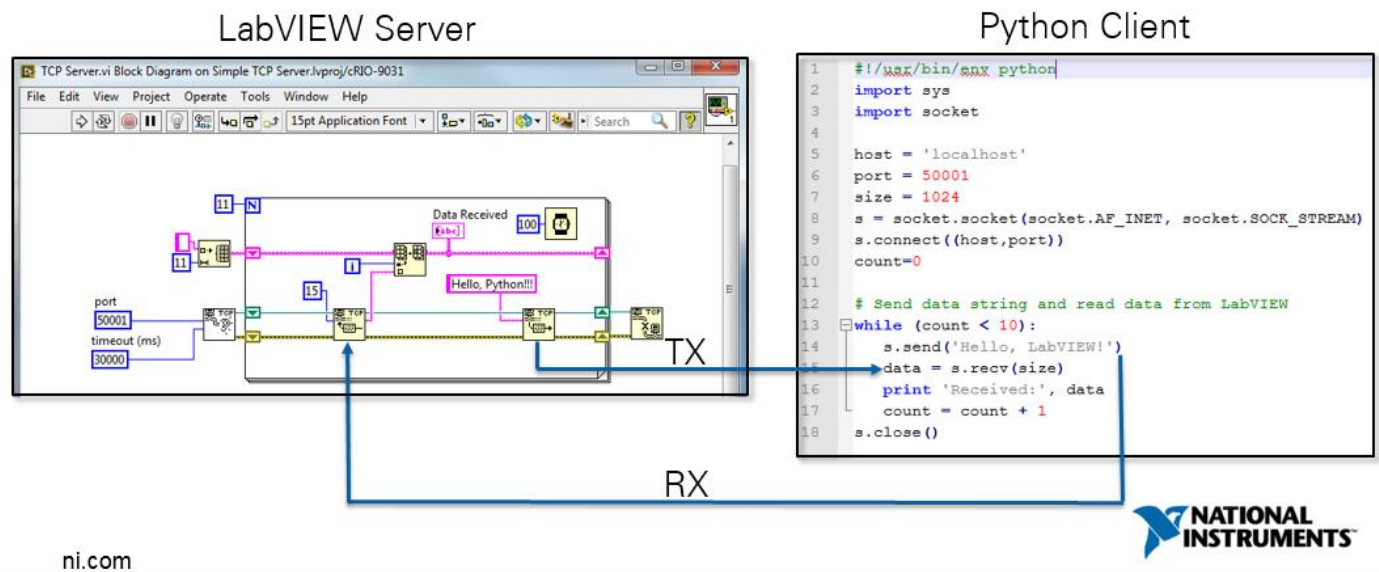 LabVIEW Server
Python Client
TCP Server.vi Block Diagram on Simple TCP Server.lvproj/cRIO-9031
File Edit View Project Operate Tools Window Help
15pt Application Font
Search
1
11
N
Data Received
abc
100
11
i
Hello, Python!!!
15
port
50001
timeout (ms)
30000
TCP
TCP
TCP
TCP
TX
1 #!/usr/bin/env python
2 import sys
3 import socket
4
5 host = 'localhost'
6 port = 50001
7 size = 1024
8 s = socket.socket(socket.AF_INET, socket.SOCK_STREAM)
9 s.connect((host,port))
10 count=0
11
12 # Send data string and read data from LabVIEW
13 while (count < 10):
14 s.send('Hello, LabVIEW!')
15 data = s.recv(size)
16 print 'Received:', data
17 count = count + 1
18 s.close()
RX
NATIONAL
INSTRUMENTS™
ni.com